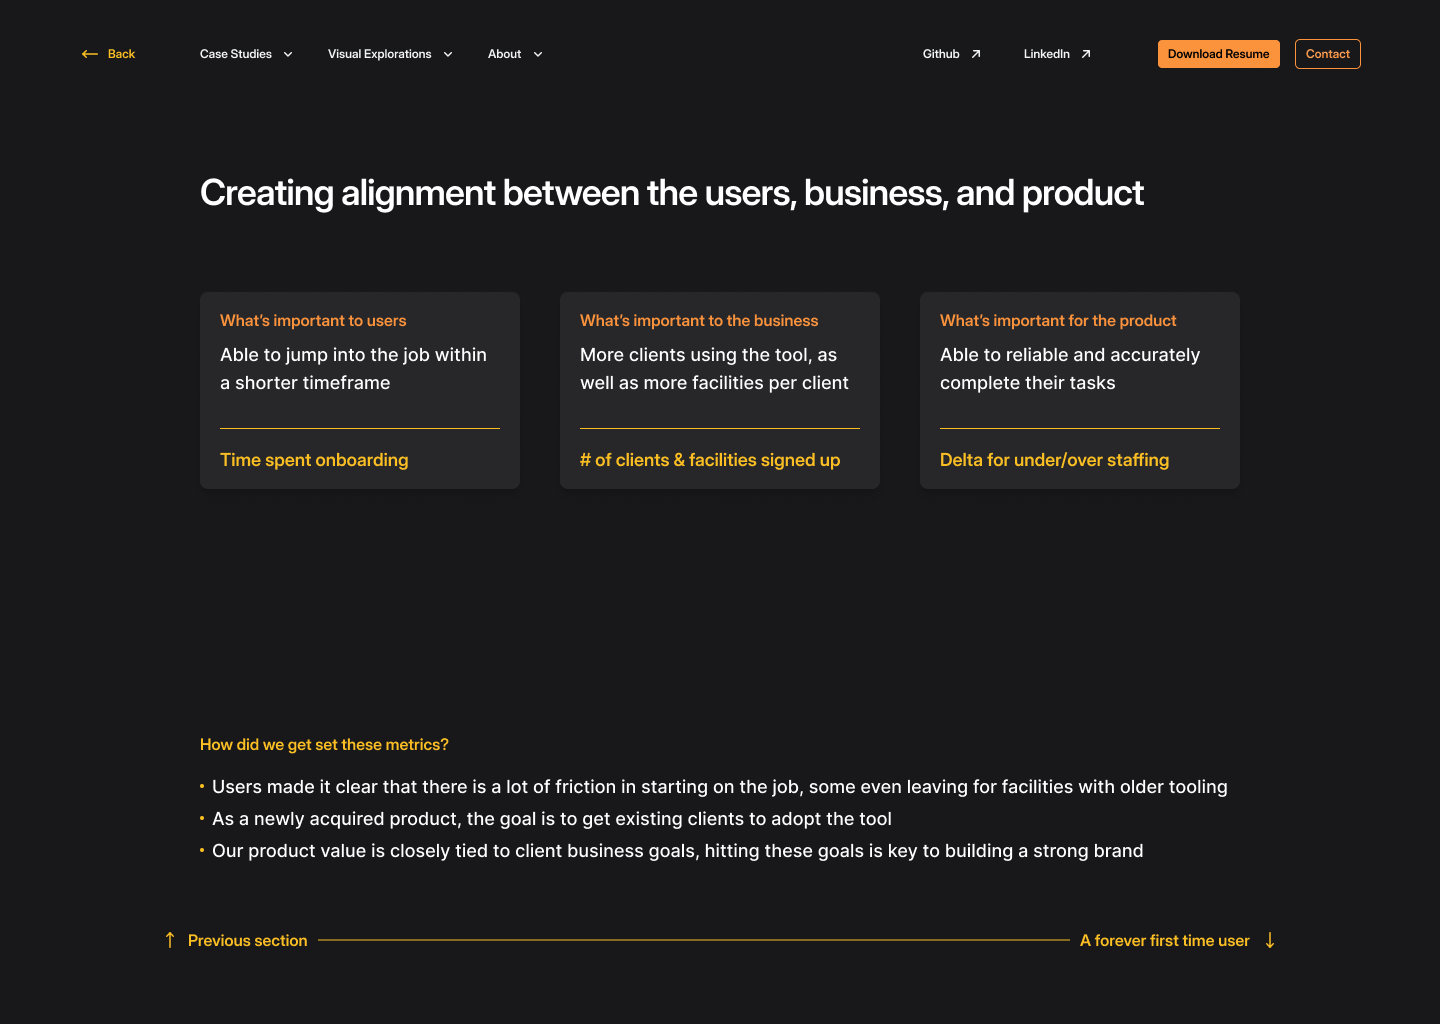 Back
Case Studies
Visual Explorations
About
Github
LinkedIn
Download Resume
Contact
Creating alignment between the users, business, and product
What’s important to users
Able to jump into the job within
a shorter timeframe
Time spent onboarding
What’s important to the business
More clients using the tool, as
well as more facilities per client
# of clients & facilities signed up
What’s important for the product
Able to reliable and accurately
complete their tasks
Delta for under/over staffing
How did we get set these metrics?
• Users made it clear that there is a lot of friction in starting on the job, some even leaving for facilities with older tooling
• As a newly acquired product, the goal is to get existing clients to adopt the tool
• Our product value is closely tied to client business goals, hitting these goals is key to building a strong brand
Previous section
A forever first time user